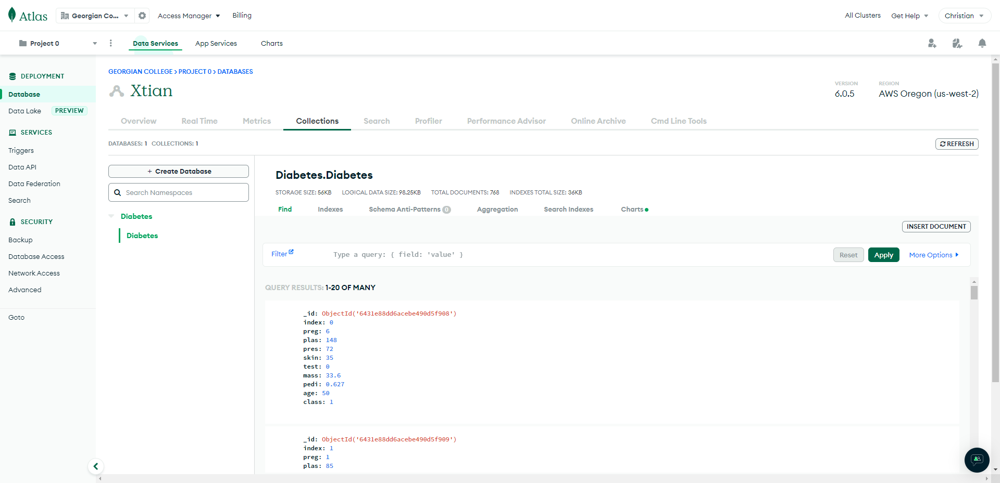 Atlas
Georgian Co...
Access Manager
Billing
All Clusters
Get Help
Christian
Project 0
Data Services
App Services
Charts
DEPLOYMENT
Database
Data Lake PREVIEW
SERVICES
Triggers
Data API
Data Federation
Search
SECURITY
Backup
Database Access
Network Access
Advanced
Goto
GEORGIAN COLLEGE > PROJECT 0 > DATABASES
Xtian
VERSION
6.0.5
REGION
AWS Oregon (us-west-2)
Overview
Real Time
Metrics
Collections
Search
Profiler
Performance Advisor
Online Archive
Cmd Line Tools
DATABASES: 1 COLLECTIONS: 1
REFRESH
+ Create Database
Search Namespaces
Diabetes
Diabetes
Diabetes.Diabetes
STORAGE SIZE: 56KB LOGICAL DATA SIZE: 98.25KB TOTAL DOCUMENTS: 768 INDEXES TOTAL SIZE: 36KB
Find
Indexes
Schema Anti-Patterns 0
Aggregation
Search Indexes
Charts
INSERT DOCUMENT
Filter
Type a query: { field: 'value' }
Reset
Apply
More Options
QUERY RESULTS: 1-20 OF MANY
_id: ObjectId('6431e88dd6acebe490d5f908')
index: 0
preg: 6
plas: 148
pres: 72
skin: 35
test: 0
mass: 33.6
pedi: 0.627
age: 50
class: 1
_id: ObjectId('6431e88dd6acebe490d5f909')
index: 1
preg: 1
plas: 85